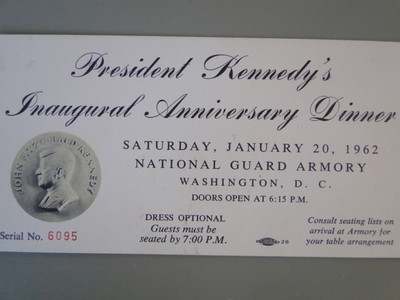 President Kennedy's
Inaugural Anniversary Dinner
SATURDAY, JANUARY 20, 1962
NATIONAL GUARD ARMORY
WASHINGTON, D. C.
DOORS OPEN AT 6:15 P.M.
JOHN FITZGERALD KENNEDY
DRESS OPTIONAL
Guests must be
seated by 7:00 P.M.
Consult seating lists on
arrival at Armory for
your table arrangement
Serial No. 6095
20